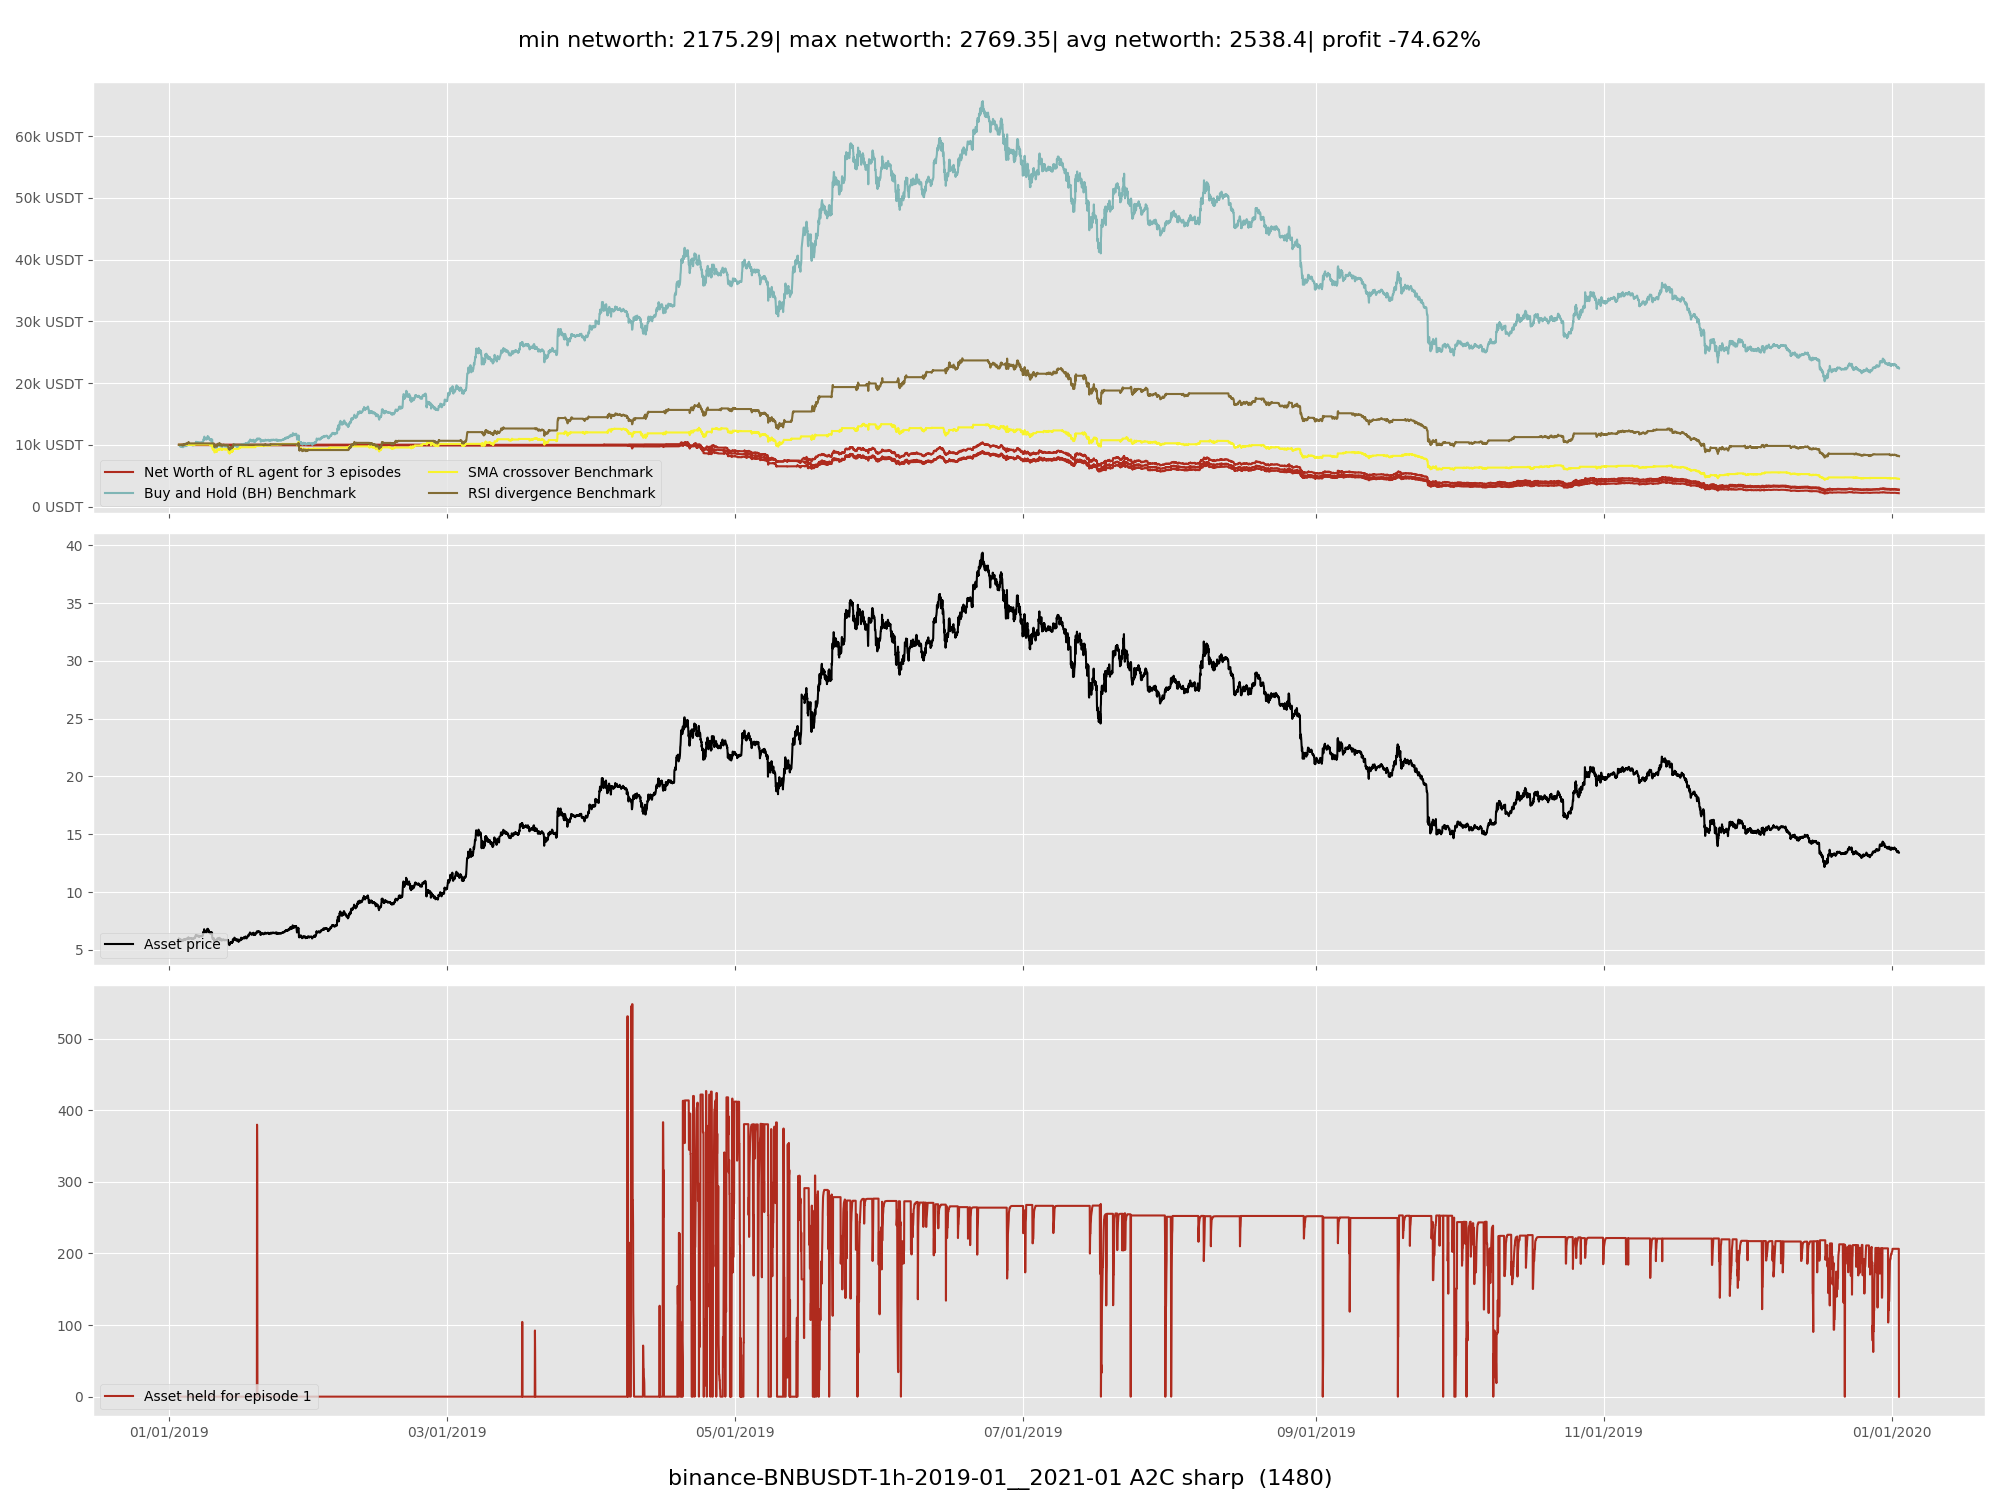 min networth: 2175.29| max networth: 2769.35| avg networth: 2538.4| profit -74.62%
60k USDT
50k USDT
40k USDT
30k USDT
20k USDT
10k USDT
0 USDT
Net Worth of RL agent for 3 episodes
Buy and Hold (BH) Benchmark
SMA crossover Benchmark
RSI divergence Benchmark
40
35
30
25
20
15
10
5
Asset price
500
400
300
200
100
0
Asset held for episode 1
01/01/2019 03/01/2019 05/01/2019 07/01/2019 09/01/2019 11/01/2019 01/01/2020
binance-BNBUSDT-1h-2019-01__2021-01 A2C sharp (1480)